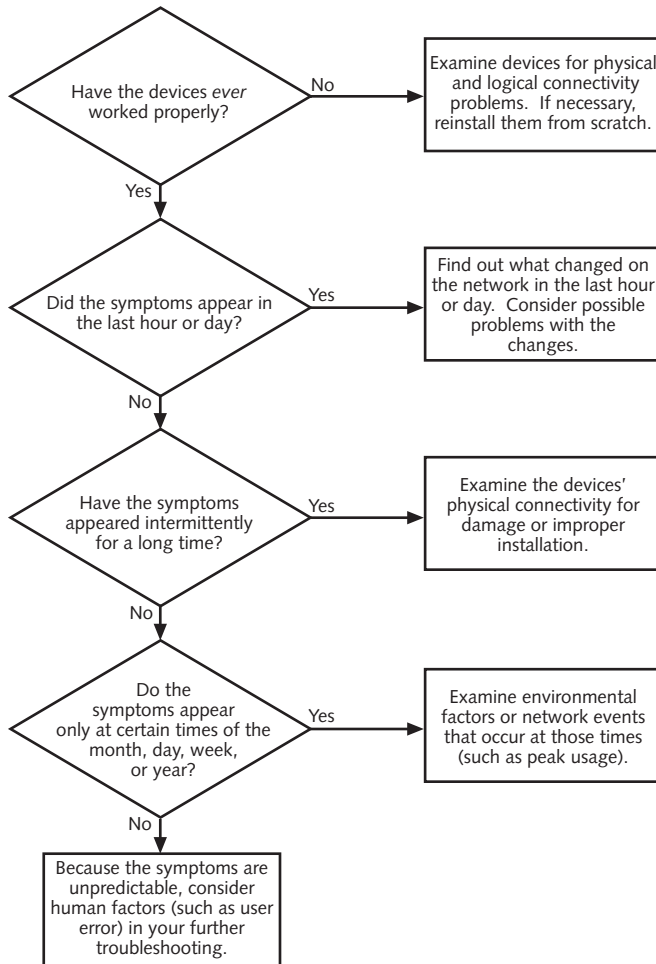 Have the devices ever
worked properly?
No
Examine devices for physical
and logical connectivity
problems. If necessary,
reinstall them from scratch.
Yes
Did the symptoms appear in
the last hour or day?
Yes
Find out what changed on
the network in the last hour
or day. Consider possible
problems with the
changes.
No
Have the symptoms
appeared intermittently
for a long time?
Yes
Examine the devices’
physical connectivity for
damage or improper
installation.
No
Do the
symptoms appear
only at certain times of the
month, day, week,
or year?
Yes
Examine environmental
factors or network events
that occur at those times
(such as peak usage).
No
Because the symptoms are
unpredictable, consider
human factors (such as user
error) in your further
troubleshooting.